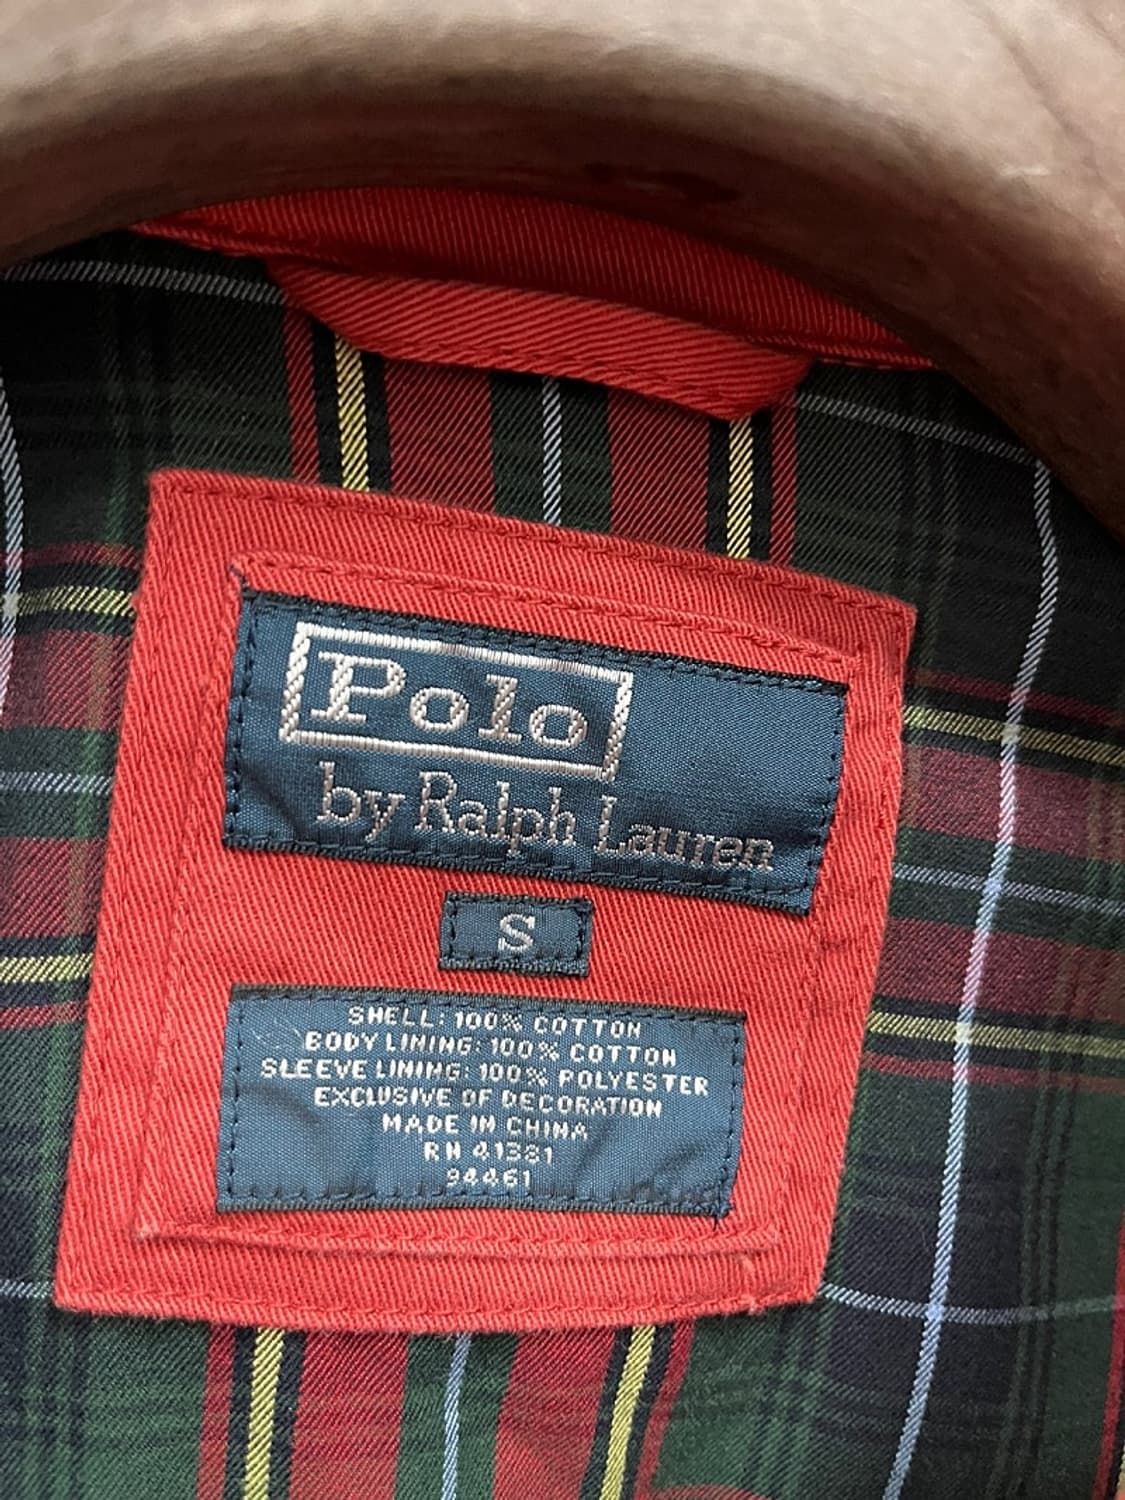 Polo
by Ralph Lauren
S
SHELL: 100% COTTON
BODY LINING: 100% COTTON
SLEEVE LINING: 100% POLYESTER
EXCLUSIVE OF DECORATION
MADE IN CHINA
RN 41381
94461